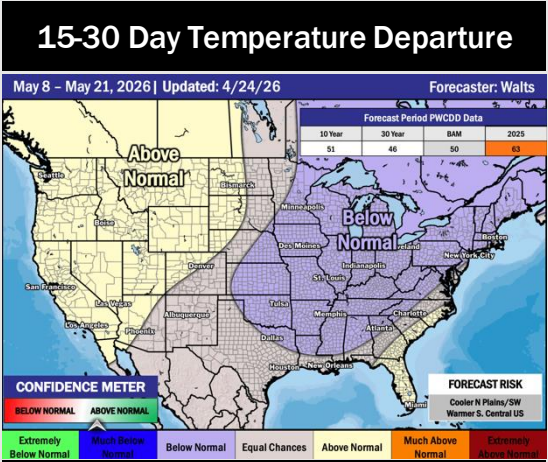 15-30 Day Temperature Departure
May 8 – May 21, 2026 | Updated: 4/24/26
Forecaster: Walts
Forecast Period PWCDD Data
10 Year 30 Year BAM 2025
51 46 50 63
Above
Normal
Seattle
Bismarck
Minneapolis
Below
Normal
Boise
Boston
Des Moines
eland
New York City
Denver
Indianapolis
St. Louis
San Francisco
Las Vegas
Los Angeles
Phoenix
Albuquerque
Tulsa
Memphis
Charlotte
Atlanta
Dallas
Houston
New Orleans
Miami
CONFIDENCE METER
BELOW NORMAL ABOVE NORMAL
FORECAST RISK
Cooler N Plains/SW
Warmer S. Central US
Extremely
Below Normal
Much Below
Normal
Below
Normal
Equal Chances
Above
Normal
Much Above
Normal
Extremely
Above Normal